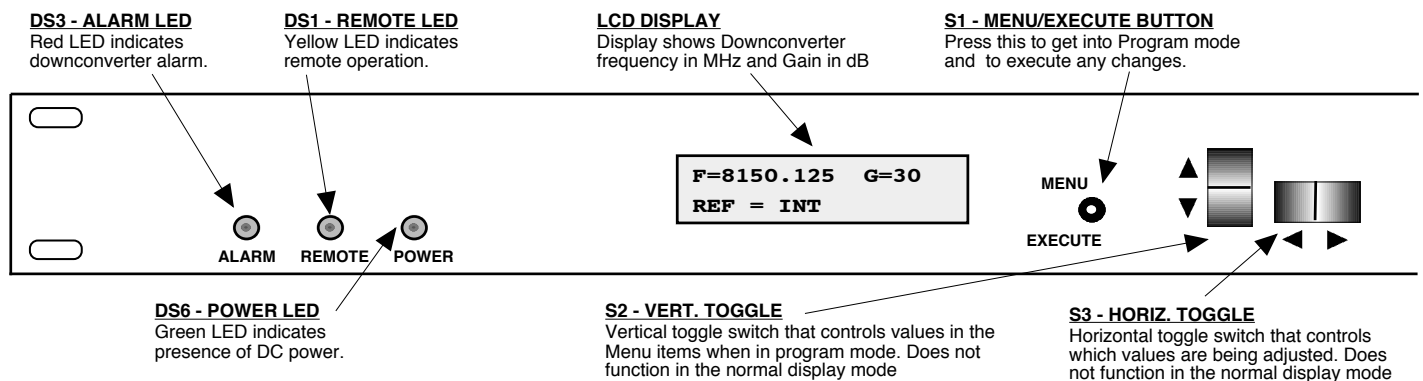 DS3 - ALARM LED
Red LED indicates
downconverter alarm.
DS1 - REMOTE LED
Yellow LED indicates
remote operation.
LCD DISPLAY
Display shows Downconverter
frequency in MHz and Gain in dB
S1 - MENU/EXECUTE BUTTON
Press this to get into Program mode
and to execute any changes.
F=8150.125 G=30
REF = INT
MENU
EXECUTE
ALARM
REMOTE
POWER
DS6 - POWER LED
Green LED indicates
presence of DC power.
S2 - VERT. TOGGLE
Vertical toggle switch that controls values in the
Menu items when in program mode. Does not
function in the normal display mode
S3 - HORIZ. TOGGLE
Horizontal toggle switch that controls
which values are being adjusted. Does
not function in the normal display mode